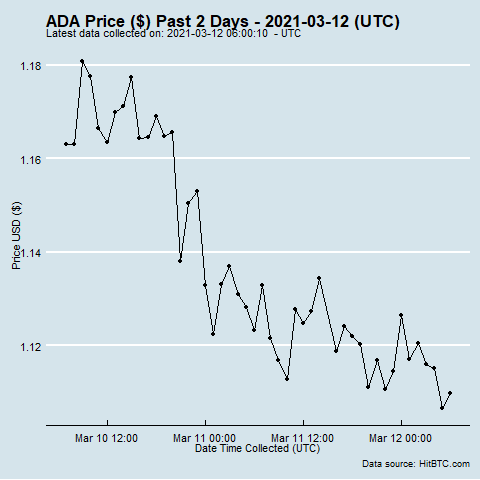 ADA Price ($) Past 2 Days - 2021-03-12 (UTC)
Latest data collected on: 2021-03-12 06:00:10 - UTC
1.18
1.16
1.14
1.12
Price USD ($)
Mar 10 12:00 Mar 11 00:00 Mar 11 12:00 Mar 12 00:00
Date Time Collected (UTC)
Data source: HitBTC.com